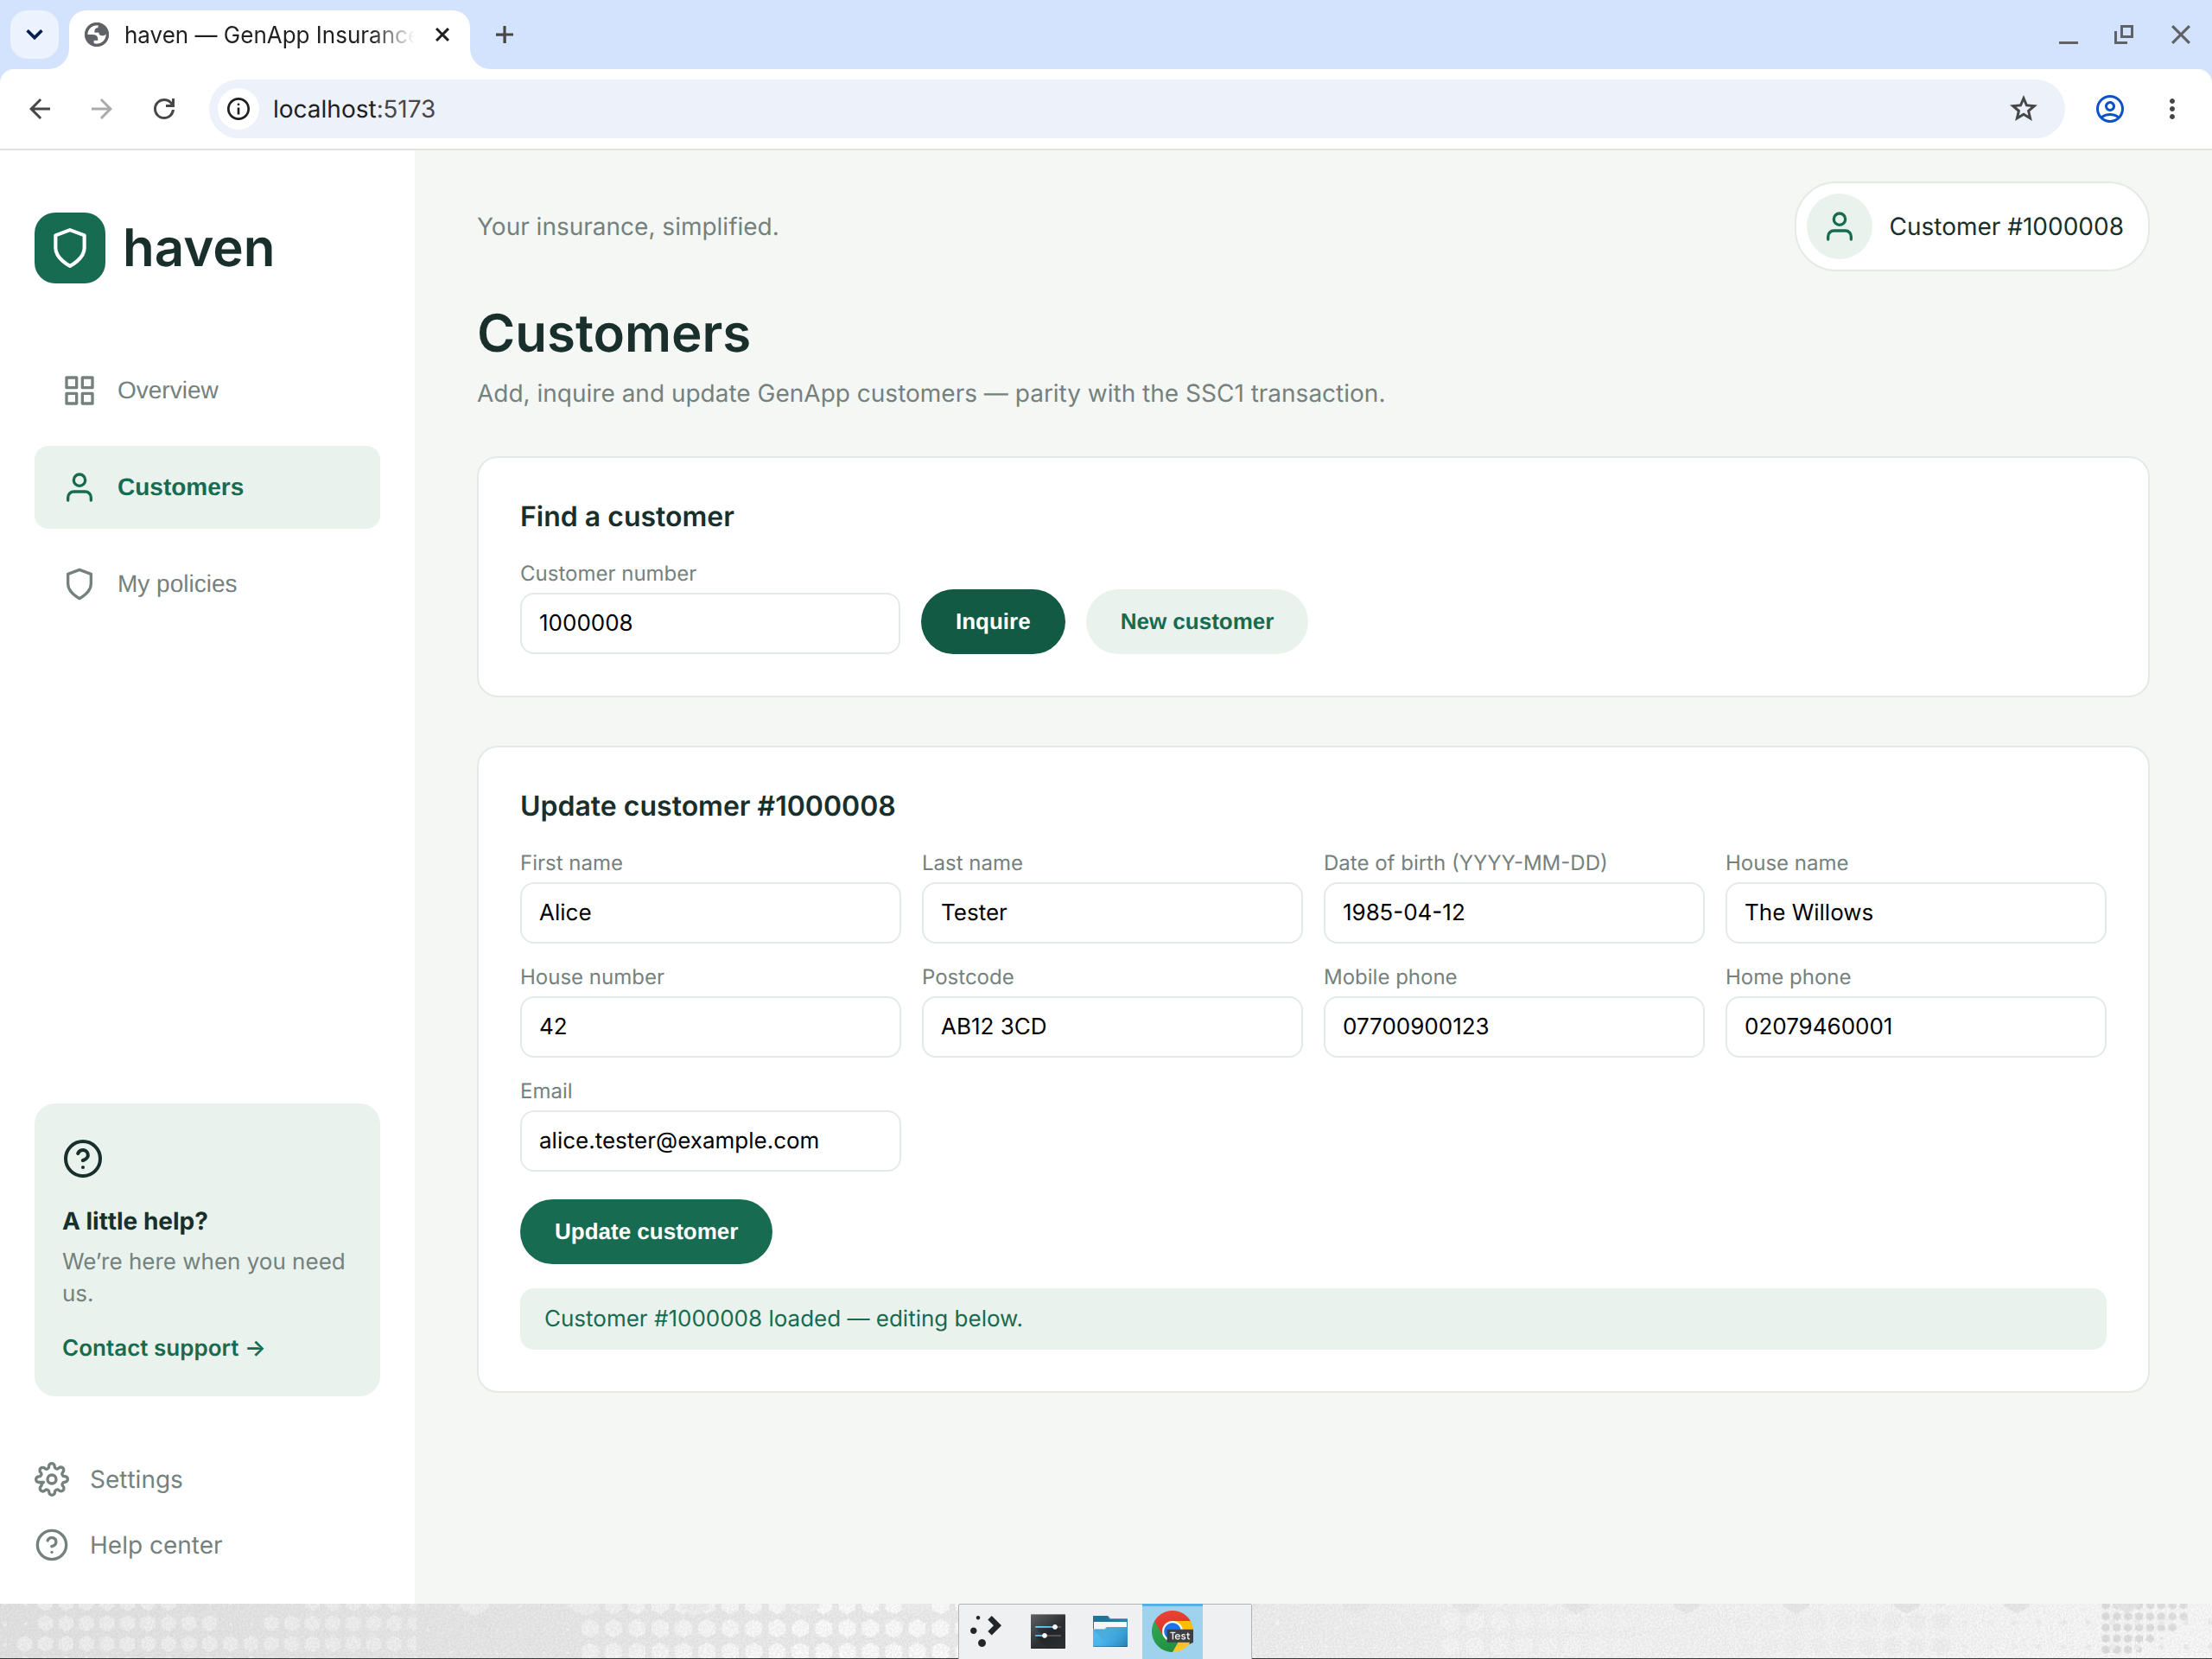 haven — GenApp Insuranc
localhost:5173
haven
Your insurance, simplified.
Customer #1000008
Customers
Add, inquire and update GenApp customers — parity with the SSC1 transaction.
Overview
Customers
My policies
Find a customer
Customer number
1000008
Inquire
New customer
Update customer #1000008
First name
Last name
Date of birth (YYYY-MM-DD)
House name
Alice
Tester
1985-04-12
The Willows
House number
Postcode
Mobile phone
Home phone
42
AB12 3CD
07700900123
02079460001
Email
alice.tester@example.com
Update customer
Customer #1000008 loaded — editing below.
A little help?
We’re here when you need
us.
Contact support →
Settings
Help center
Test